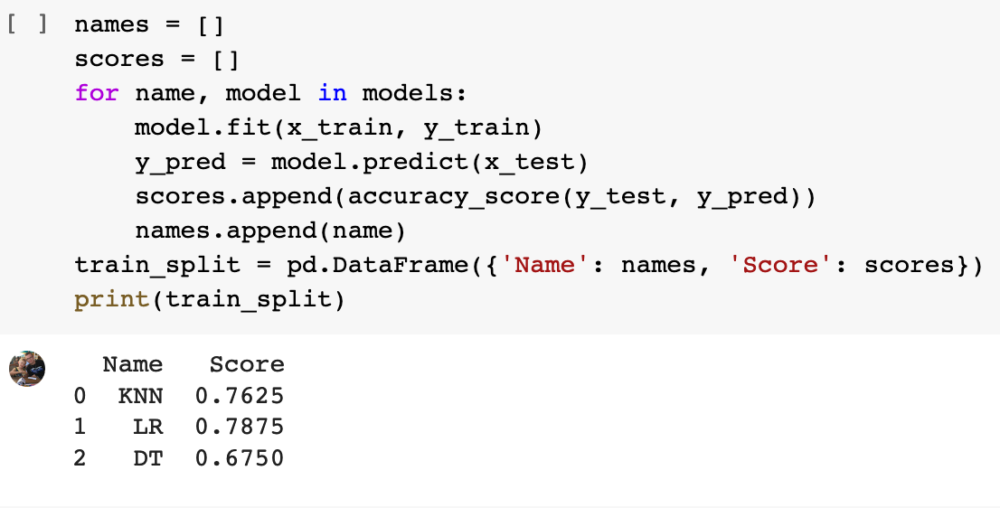 [ ] names = []
scores = []
for name, model in models:
    model.fit(x_train, y_train)
    y_pred = model.predict(x_test)
    scores.append(accuracy_score(y_test, y_pred))
    names.append(name)
train_split = pd.DataFrame({'Name': names, 'Score': scores})
print(train_split)
  Name   Score
0  KNN  0.7625
1   LR  0.7875
2   DT  0.6750